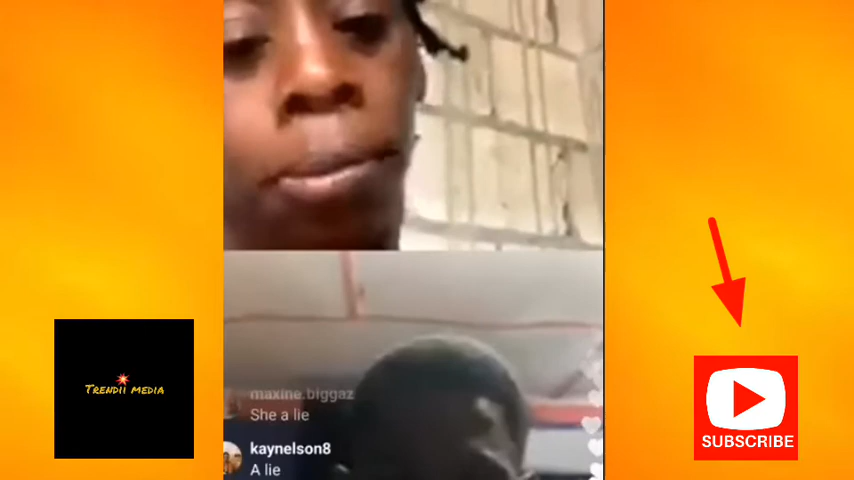 maxine.biggaz
She a lie
kaynelson8
A lie
TRENDII MEDIA
SUBSCRIBE